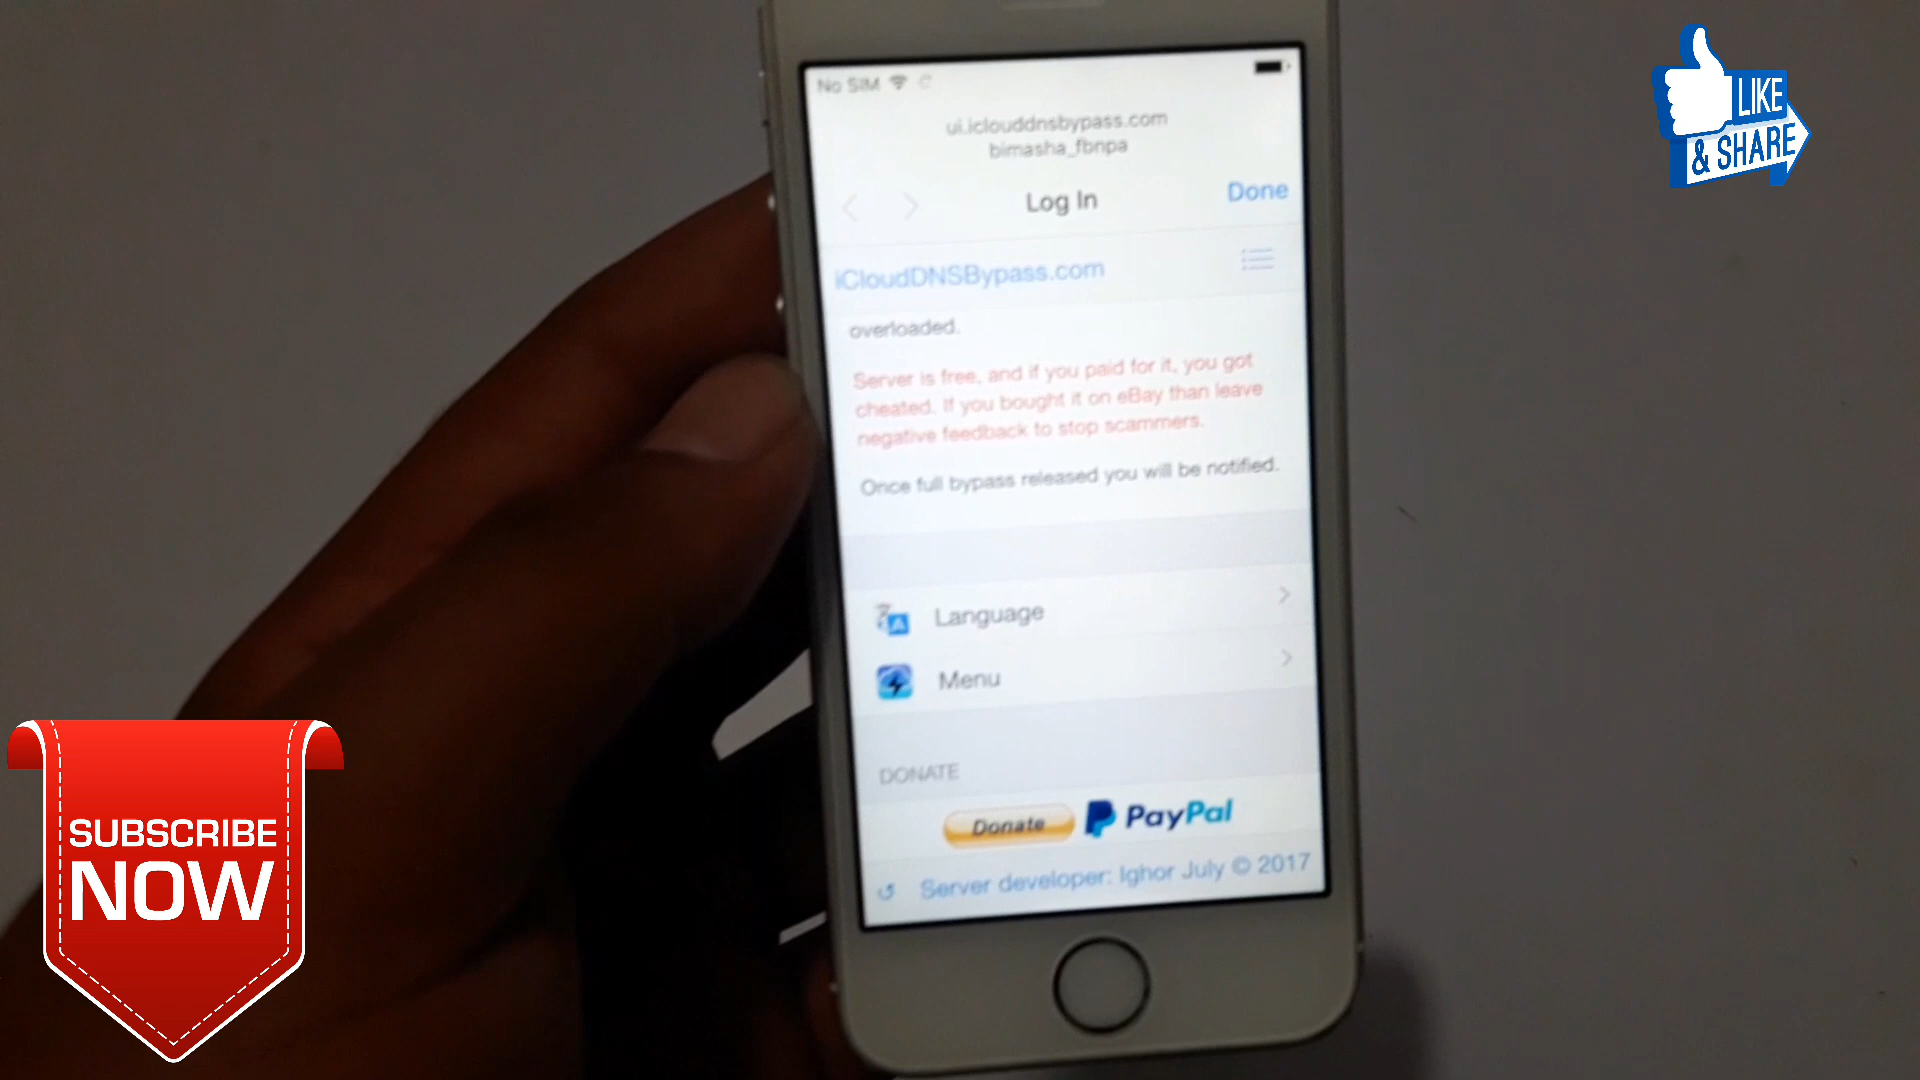 No SIM
ui.iclouddnsbypass.com
bimasha_fbnpa
Log In
Done
iCloudDNSBypass.com
overloaded.
Server is free, and if you paid for it, you got
cheated. If you bought it on eBay than leave
negative feedback to stop scammers.
Once full bypass released you will be notified.
Language
Menu
DONATE
Donate
PayPal
Server developer: Ighor July © 2017
LIKE
& SHARE
SUBSCRIBE
NOW